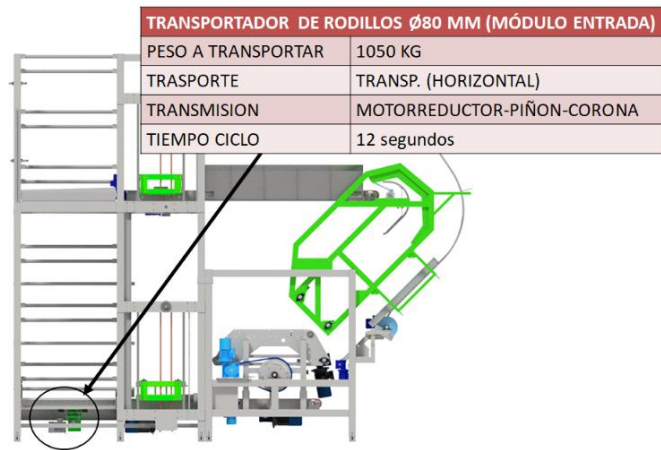 TRANSPORTADOR DE RODILLOS Ø80 MM (MÓDULO ENTRADA)
PESO A TRANSPORTAR 1050 KG
TRASPORTE TRANSP. (HORIZONTAL)
TRANSMISION MOTORREDUCTOR-PIÑON-CORONA
TIEMPO CICLO 12 segundos